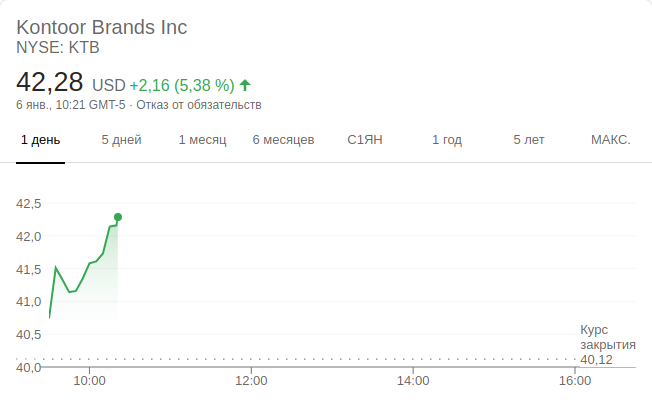 Kontoor Brands Inc
NYSE: KTB
42,28 USD +2,16 (5,38 %)
6 янв., 10:21 GMT-5 · Отказ от обязательств
1 день 5 дней 1 месяц 6 месяцев С1ЯН 1 год 5 лет МАКС.
42,5
42,0
41,5
41,0
40,5
40,0
Курс
закрытия
40,12
10:00 12:00 14:00 16:00